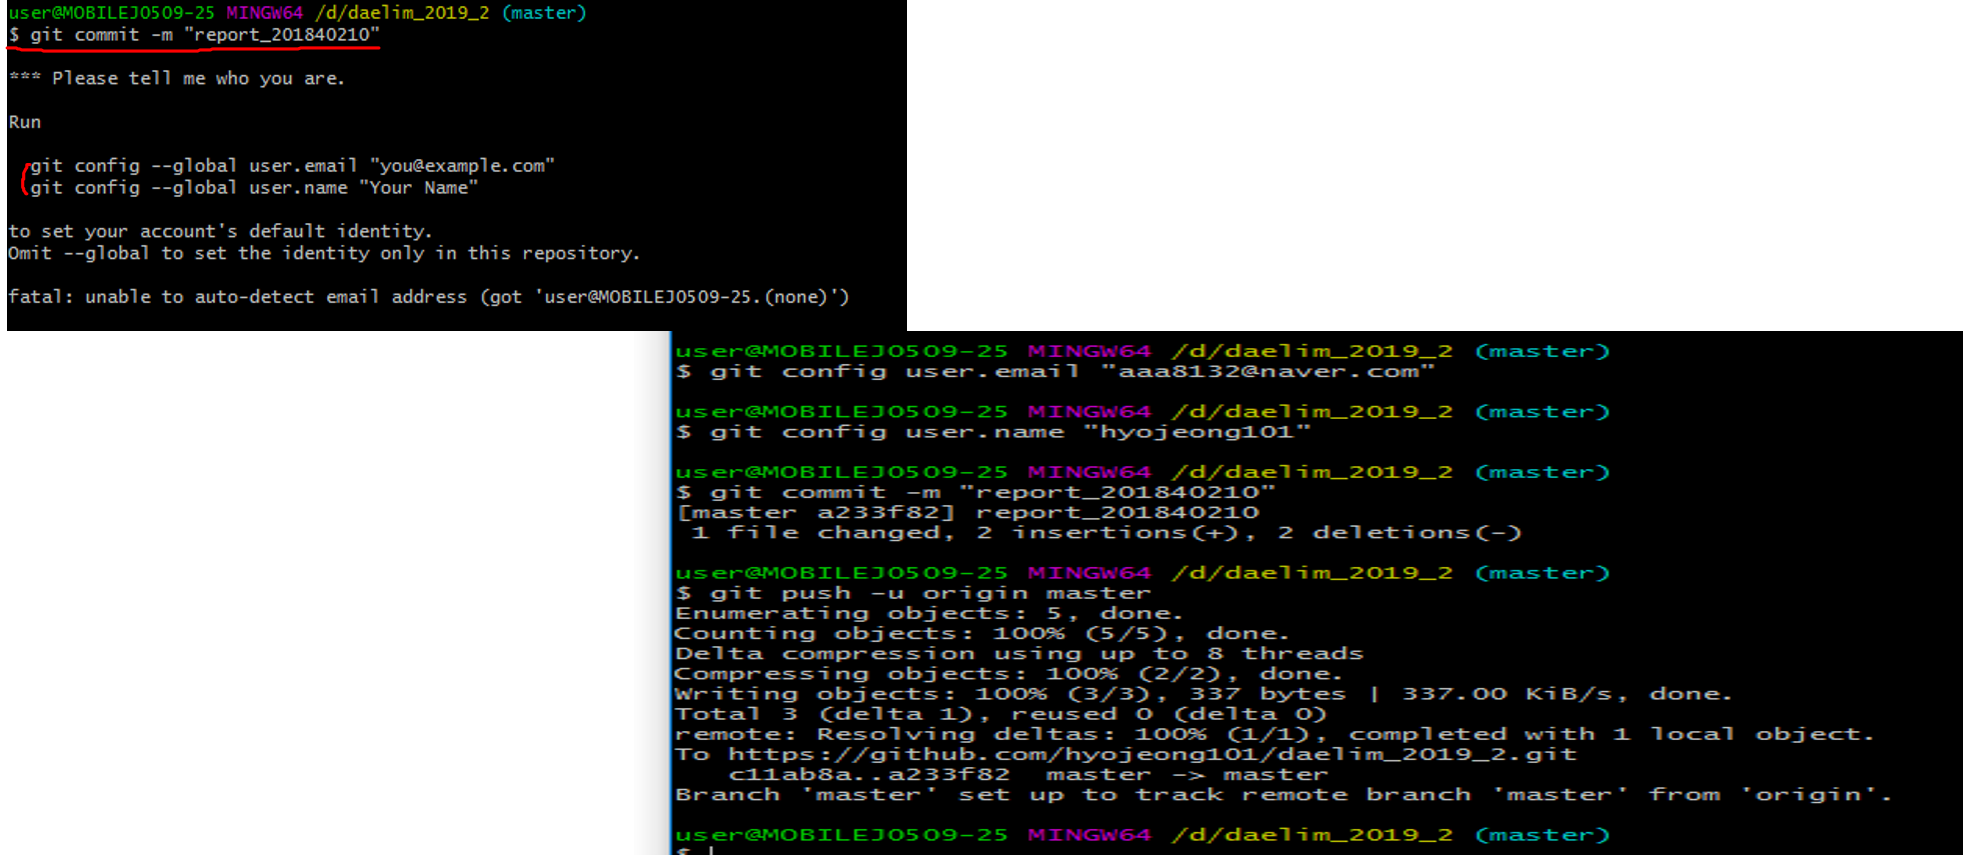 user@MOBILEJ0509-25 MINGW64 /d/daelim_2019_2 (master)
$ git commit -m "report_201840210"
*** Please tell me who you are.
Run
git config --global user.email "you@example.com"
git config --global user.name "Your Name"
to set your account's default identity.
Omit --global to set the identity only in this repository.
fatal: unable to auto-detect email address (got 'user@MOBILEJ0509-25.(none)')
user@MOBILEJ0509-25 MINGW64 /d/daelim_2019_2 (master)
$ git config user.email "aaa8132@naver.com"
user@MOBILEJ0509-25 MINGW64 /d/daelim_2019_2 (master)
$ git config user.name "hyojeong101"
user@MOBILEJ0509-25 MINGW64 /d/daelim_2019_2 (master)
$ git commit -m "report_201840210"
[master a233f82] report_201840210
1 file changed, 2 insertions(+), 2 deletions(-)
user@MOBILEJ0509-25 MINGW64 /d/daelim_2019_2 (master)
$ git push -u origin master
Enumerating objects: 5, done.
Counting objects: 100% (5/5), done.
Delta compression using up to 8 threads
Compressing objects: 100% (2/2), done.
Writing objects: 100% (3/3), 337 bytes | 337.00 KiB/s, done.
Total 3 (delta 1), reused 0 (delta 0)
remote: Resolving deltas: 100% (1/1), completed with 1 local object.
To https://github.com/hyojeong101/daelim_2019_2.git
c11ab8a..a233f82  master -> master
Branch 'master' set up to track remote branch 'master' from 'origin'.
user@MOBILEJ0509-25 MINGW64 /d/daelim_2019_2 (master)
$